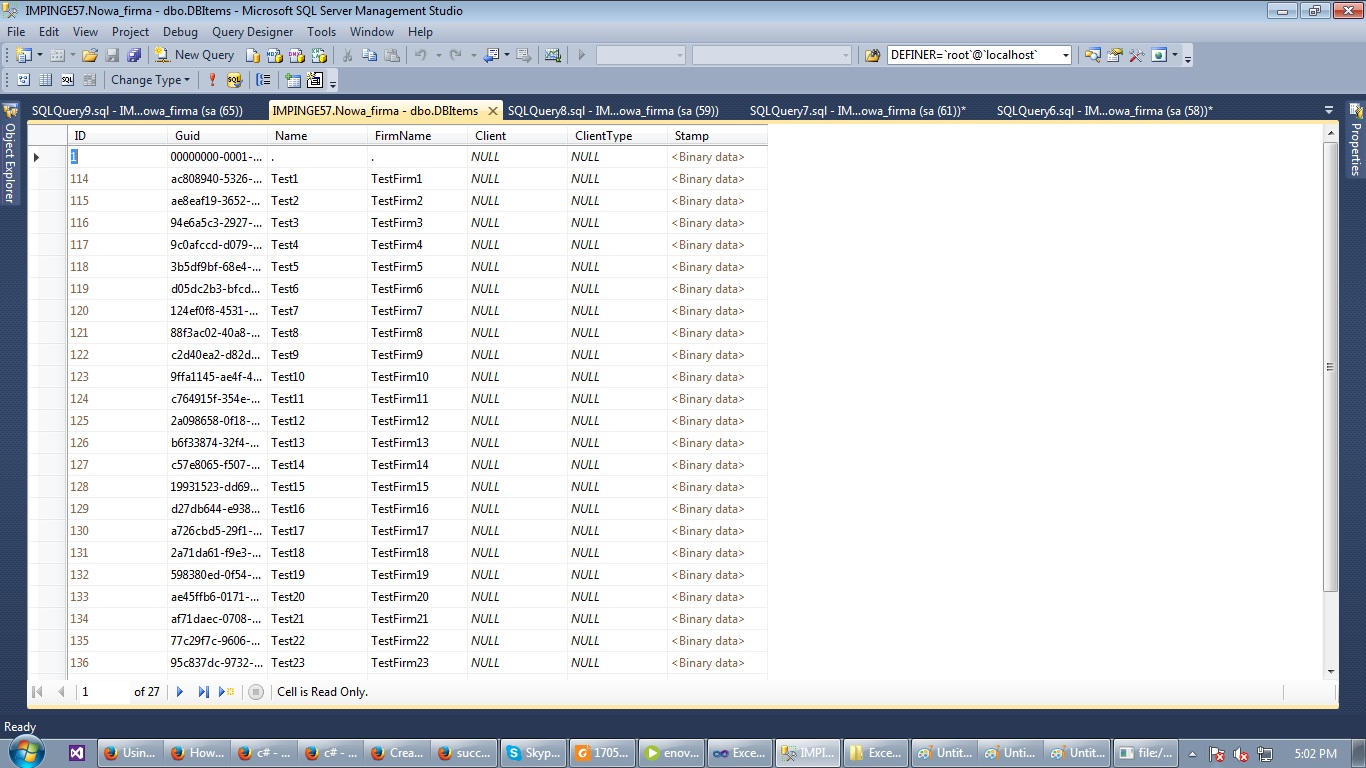 IMPINGE57.Nowa_firma - dbo.DBItems - Microsoft SQL Server Management Studio
File Edit View Project Debug Query Designer Tools Window Help
New Query DEFINER=`root`@`localhost`
SQL Change Type
SQLQuery9.sql - IM...owa_firma (sa (65)) IMPINGE57.Nowa_firma - dbo.DBItems SQLQuery8.sql - IM...owa_firma (sa (59)) SQLQuery7.sql - IM...owa_firma (sa (61))* SQLQuery6.sql - IM...owa_firma (sa (58))*
Object Explorer
Properties
ID Guid Name FirmName Client ClientType Stamp
1 00000000-0001-... . . NULL NULL <Binary data>
114 ac808940-5326-... Test1 TestFirm1 NULL NULL <Binary data>
115 ae8eaf19-3652-... Test2 TestFirm2 NULL NULL <Binary data>
116 94e6a5c3-2927-... Test3 TestFirm3 NULL NULL <Binary data>
117 9c0afccd-d079-... Test4 TestFirm4 NULL NULL <Binary data>
118 3b5df9bf-68e4-... Test5 TestFirm5 NULL NULL <Binary data>
119 d05dc2b3-bfcd... Test6 TestFirm6 NULL NULL <Binary data>
120 124ef0f8-4531-... Test7 TestFirm7 NULL NULL <Binary data>
121 88f3ac02-40a8-... Test8 TestFirm8 NULL NULL <Binary data>
122 c2d40ea2-d82d... Test9 TestFirm9 NULL NULL <Binary data>
123 9ffa1145-ae4f-4... Test10 TestFirm10 NULL NULL <Binary data>
124 c764915f-354e-... Test11 TestFirm11 NULL NULL <Binary data>
125 2a098658-0f18-... Test12 TestFirm12 NULL NULL <Binary data>
126 b6f33874-32f4-... Test13 TestFirm13 NULL NULL <Binary data>
127 c57e8065-f507-... Test14 TestFirm14 NULL NULL <Binary data>
128 19931523-dd69... Test15 TestFirm15 NULL NULL <Binary data>
129 d27db644-e938... Test16 TestFirm16 NULL NULL <Binary data>
130 a726cbd5-29f1-... Test17 TestFirm17 NULL NULL <Binary data>
131 2a71da61-f9e3-... Test18 TestFirm18 NULL NULL <Binary data>
132 598380ed-0f54-... Test19 TestFirm19 NULL NULL <Binary data>
133 ae45ffb6-0171-... Test20 TestFirm20 NULL NULL <Binary data>
134 af71daec-0708-... Test21 TestFirm21 NULL NULL <Binary data>
135 77c29f7c-9606-... Test22 TestFirm22 NULL NULL <Binary data>
136 95c837dc-9732-... Test23 TestFirm23 NULL NULL <Binary data>
1 of 27 Cell is Read Only.
Ready
Usin... How... c# - ... c# - ... Crea... succ... Skyp... 1705... enov... Exce... IMPI... Exce... Untit... Unti... Untit... file:/... 5:02 PM